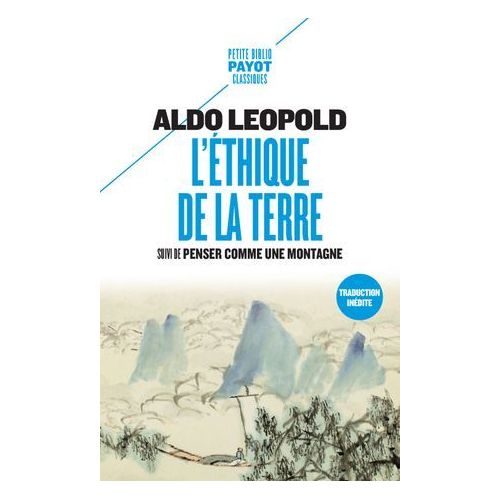 PETITE BIBLIO
PAYOT
CLASSIQUES
ALDO LEOPOLD
L'ÉTHIQUE
DE LA TERRE
SUIVI DE PENSER COMME UNE MONTAGNE
TRADUCTION
INÉDITE